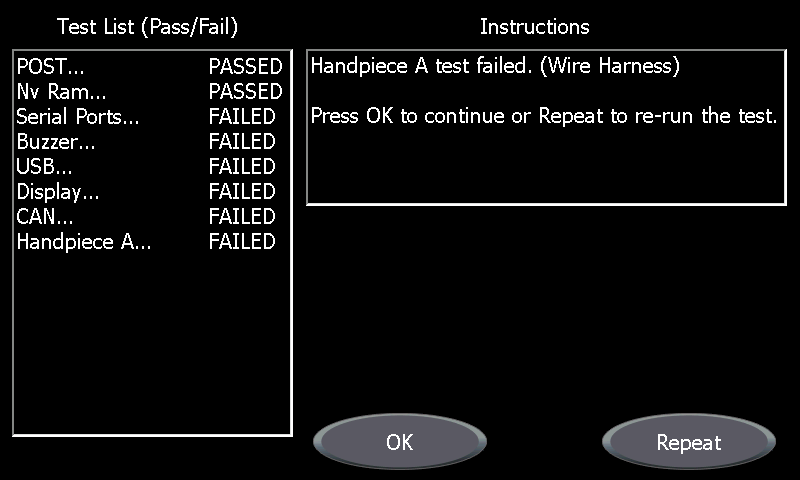 Test List (Pass/Fail)
POST... PASSED
Nv Ram... PASSED
Serial Ports... FAILED
Buzzer... FAILED
USB... FAILED
Display... FAILED
CAN... FAILED
Handpiece A... FAILED
Instructions
Handpiece A test failed. (Wire Harness)
Press OK to continue or Repeat to re-run the test.
OK
Repeat